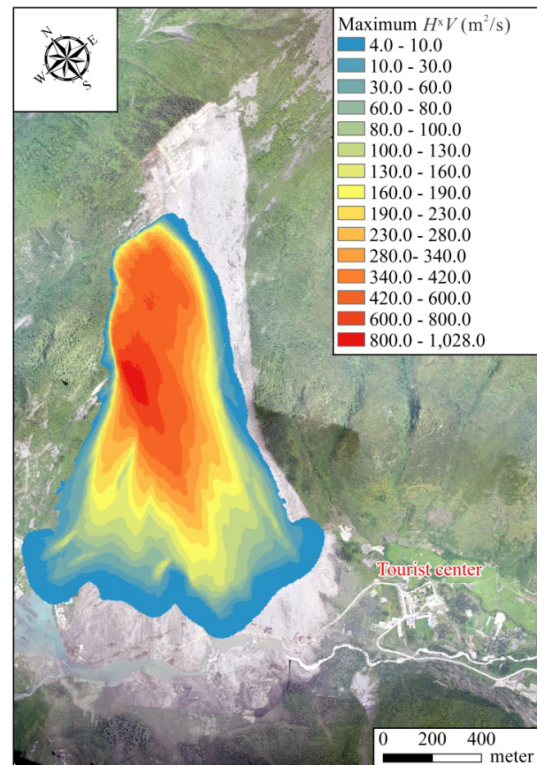 N
E
W
S
Maximum HˣV (m²/s)
4.0 - 10.0
10.0 - 30.0
30.0 - 60.0
60.0 - 80.0
80.0 - 100.0
100.0 - 130.0
130.0 - 160.0
160.0 - 190.0
190.0 - 230.0
230.0 - 280.0
280.0- 340.0
340.0 - 420.0
420.0 - 600.0
600.0 - 800.0
800.0 - 1,028.0
Tourist center
0 200 400
meter